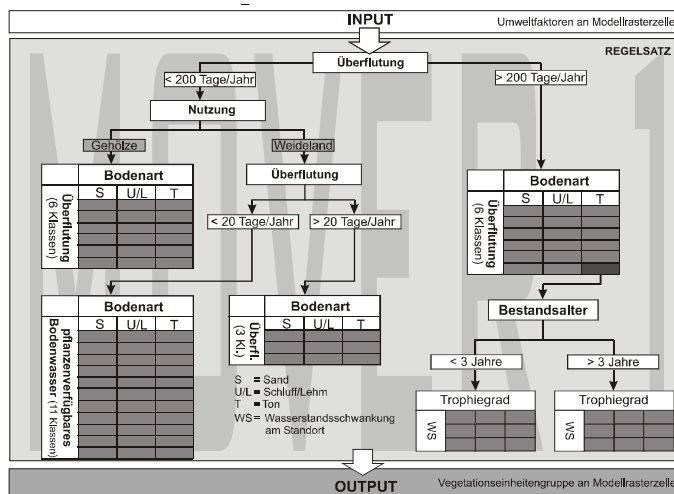 INPUT
Umweltfaktoren an Modellrasterzelle
REGELSATZ
Überflutung
< 200 Tage/Jahr
> 200 Tage/Jahr
Nutzung
Gehölze
Weideland
Bodenart
S U/L T
Überflutung
(6 Klassen)
Überflutung
< 20 Tage/Jahr
> 20 Tage/Jahr
Bodenart
S U/L T
Überflutung
(6 Klassen)
Bodenart
S U/L T
pflanzenverfügbares
Bodenwasser (11 Klassen)
Bodenart
S U/L T
Überfl.
(3 Kl.)
Bestandsalter
< 3 Jahre
> 3 Jahre
Trophiegrad
WS
Trophiegrad
WS
S = Sand
U/L = Schluff/Lehm
T = Ton
WS = Wasserstandsschwankung
am Standort
MOVER 1
OUTPUT
Vegetationseinheitengruppe an Modellrasterzelle